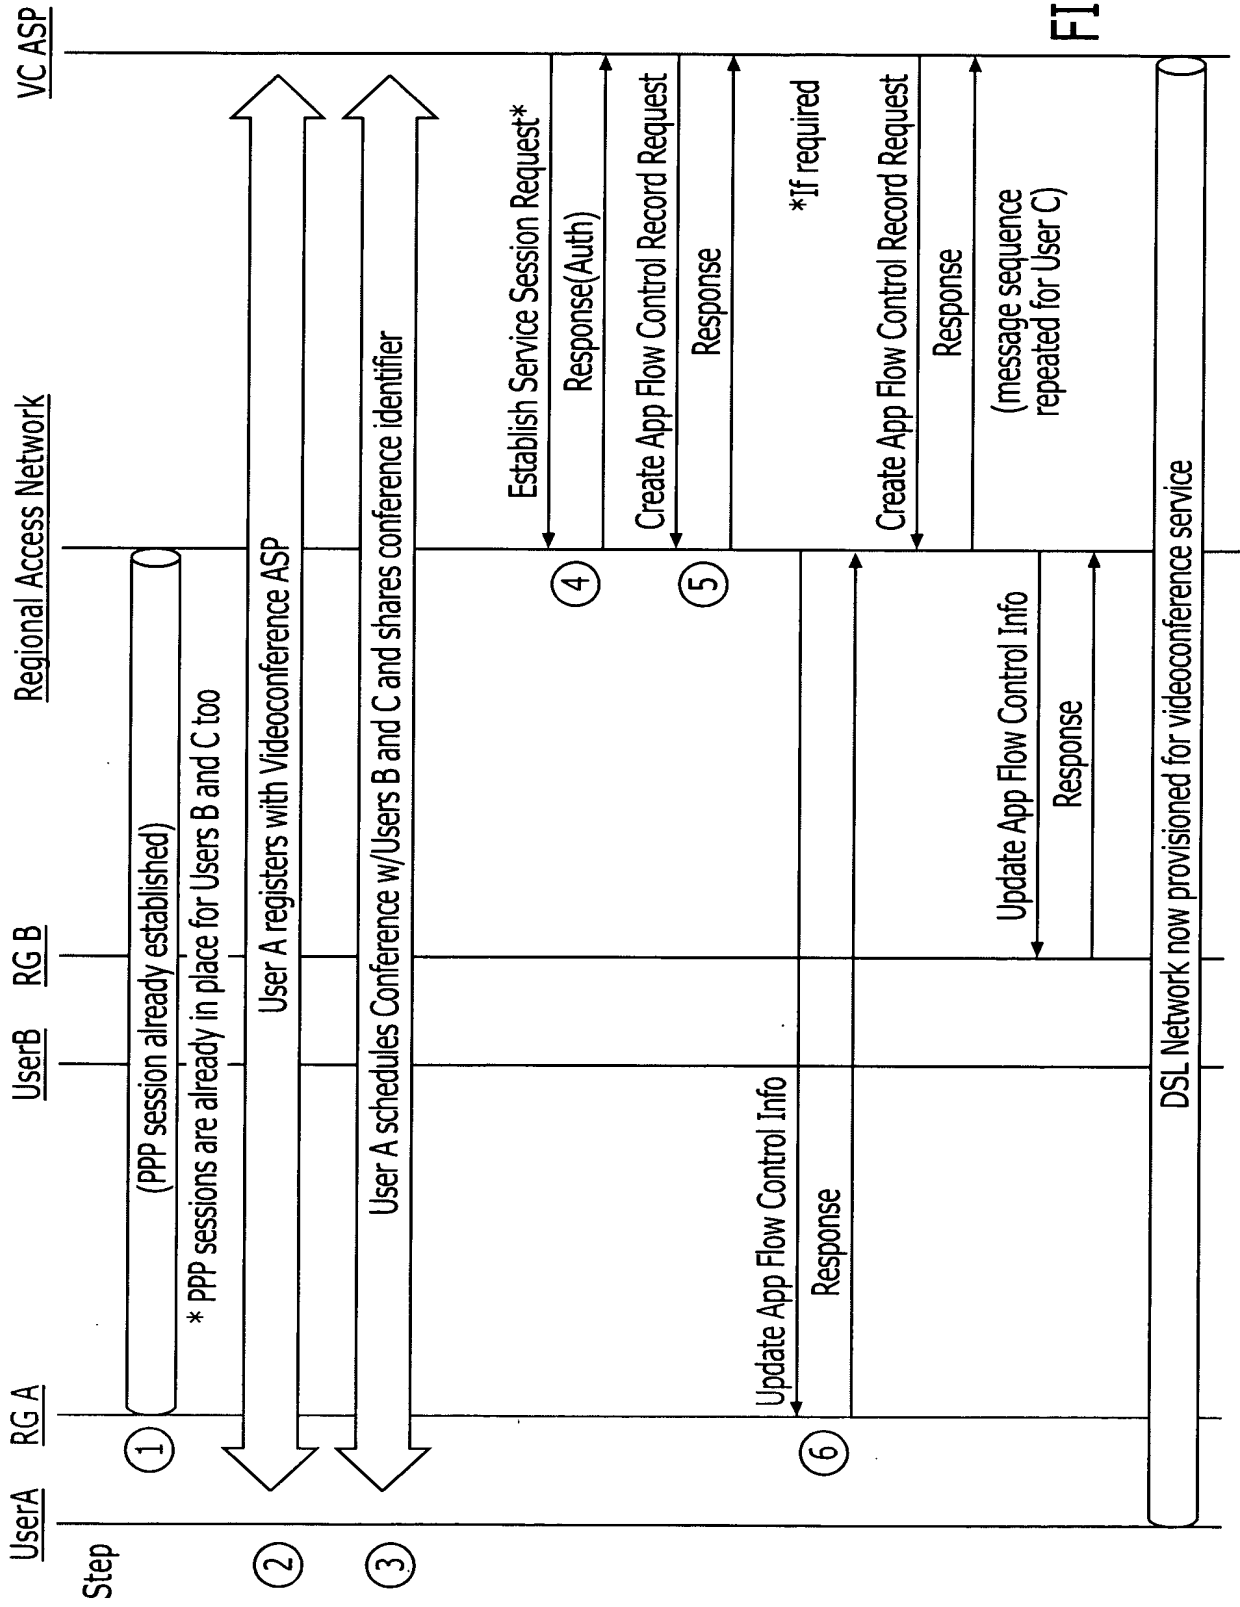 UserA
RG A
UserB
RG B
Regional Access Network
VC ASP
Step
1
(PPP session already established)
* PPP sessions are already in place for Users B and C too
2
User A registers with Videoconference ASP
3
User A schedules Conference w/Users B and C and shares conference identifier
Establish Service Session Request*
4
Response(Auth)
Create App Flow Control Record Request
5
Response
*If required
Update App Flow Control Info
6
Response
Create App Flow Control Record Request
Response
(message sequence
repeated for User C)
Update App Flow Control Info
Response
DSL Network now provisioned for videoconference service
FI